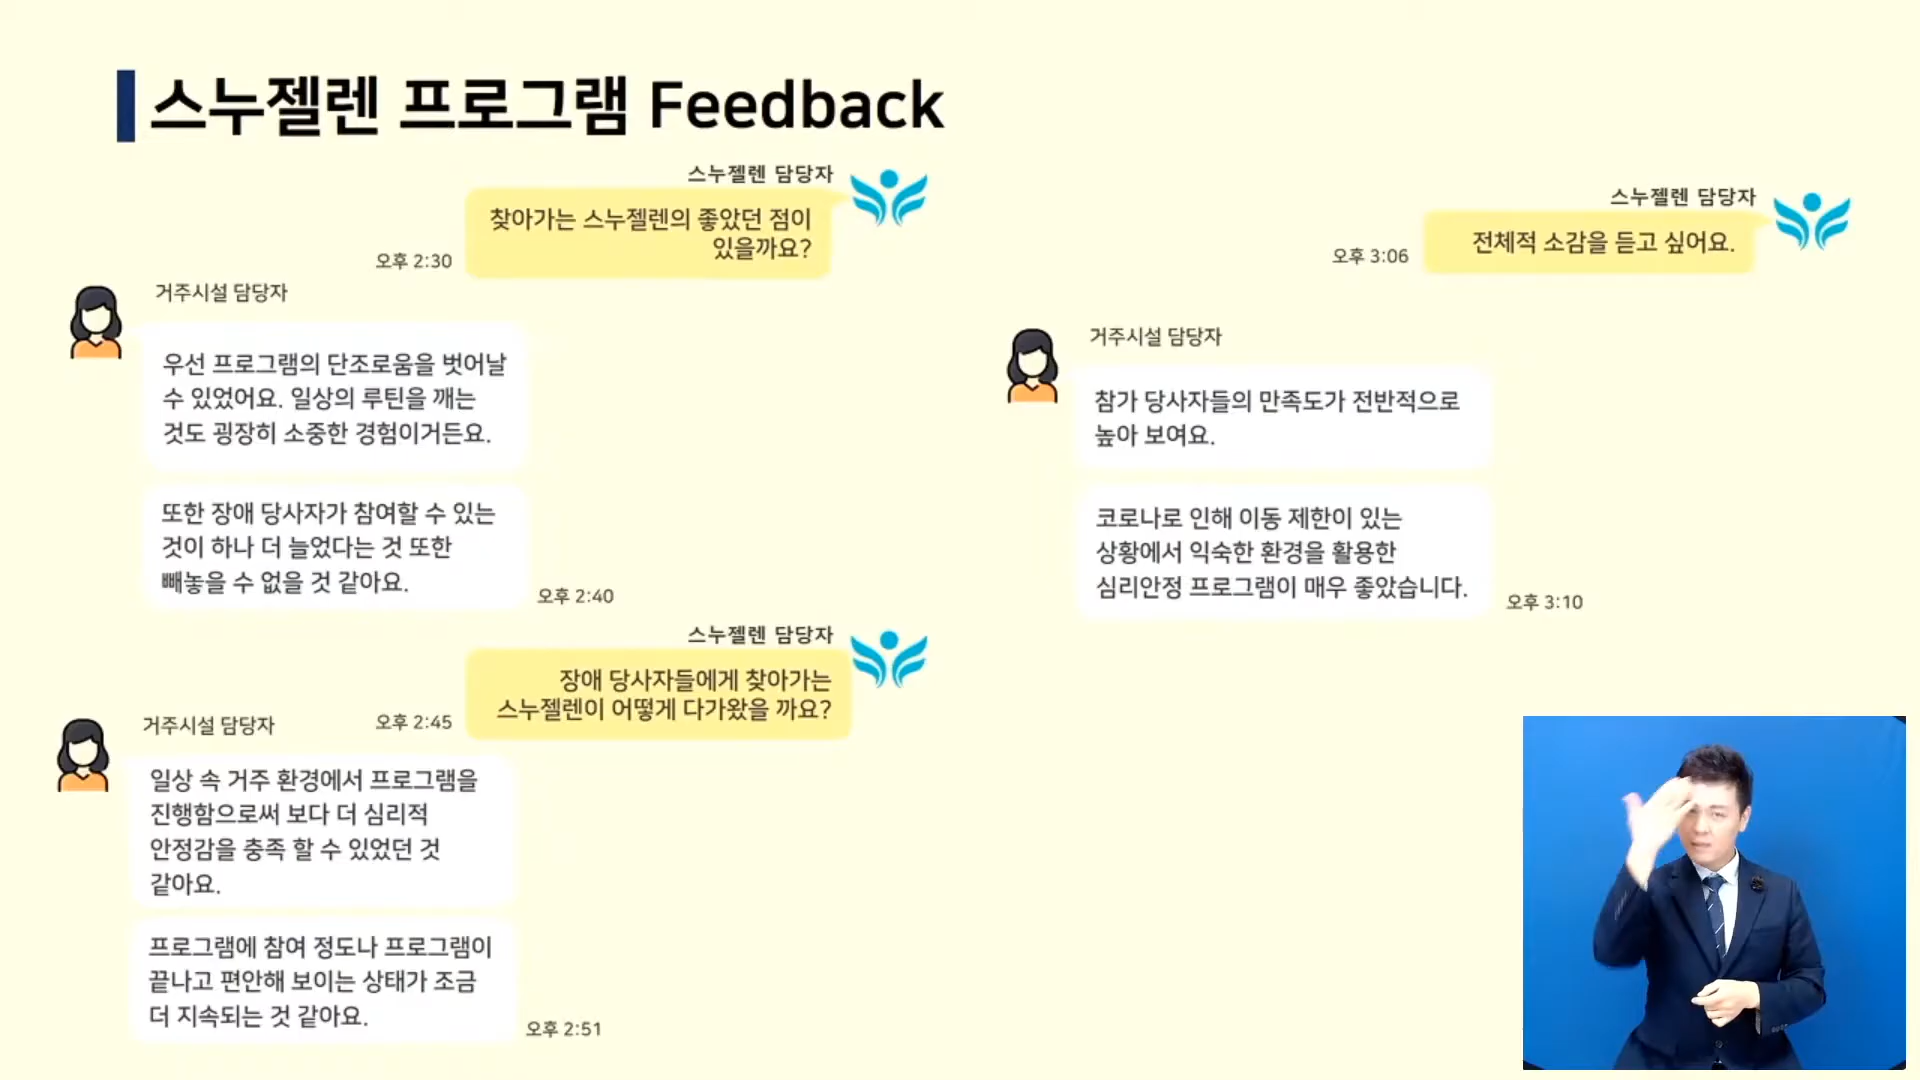 스누젤렌 프로그램 Feedback
스누젤렌 담당자
찾아가는 스누젤렌의 좋았던 점이
있을까요?
오후 2:30
거주시설 담당자
우선 프로그램의 단조로움을 벗어날
수 있었어요. 일상의 루틴을 깨는
것도 굉장히 소중한 경험이거든요.
또한 장애 당사자가 참여할 수 있는
것이 하나 더 늘었다는 것 또한
빼놓을 수 없을 것 같아요.
오후 2:40
스누젤렌 담당자
장애 당사자들에게 찾아가는
스누젤렌이 어떻게 다가왔을 까요?
오후 2:45
거주시설 담당자
일상 속 거주 환경에서 프로그램을
진행함으로써 보다 더 심리적
안정감을 충족 할 수 있었던 것
같아요.
프로그램에 참여 정도나 프로그램이
끝나고 편안해 보이는 상태가 조금
더 지속되는 것 같아요.
오후 2:51
스누젤렌 담당자
전체적 소감을 듣고 싶어요.
오후 3:06
거주시설 담당자
참가 당사자들의 만족도가 전반적으로
높아 보여요.
코로나로 인해 이동 제한이 있는
상황에서 익숙한 환경을 활용한
심리안정 프로그램이 매우 좋았습니다.
오후 3:10